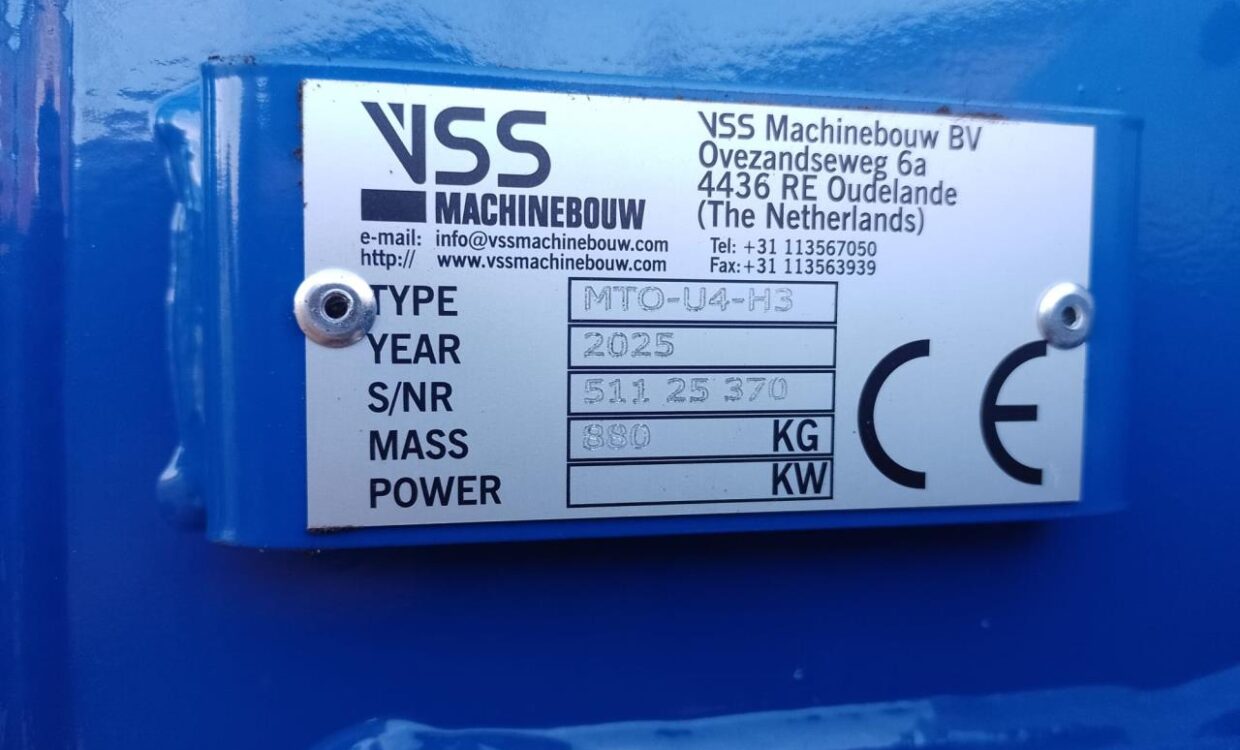 VSS
MACHINEBOUW
e-mail: info@vssmachinebouw.com
http:// www.vssmachinebouw.com
VSS Machinebouw BV
Ovezandseweg 6a
4436 RE Oudelande
(The Netherlands)
Tel: +31 113567050
Fax:+31 113563939
TYPE MTO-U4-H3
YEAR 2025
S/NR 511 25 370
MASS 880 KG
POWER KW
CE